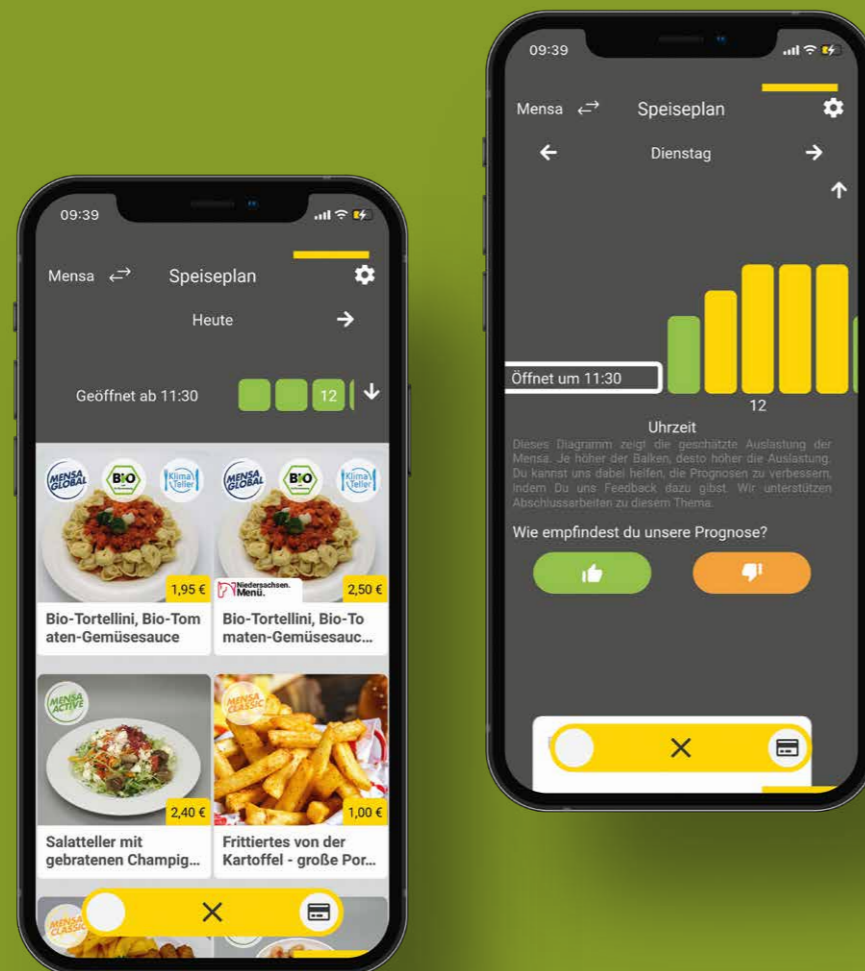 09:39
Mensa
Speiseplan
Heute
Geöffnet ab 11:30
12
MENSA
GLOBAL
BIO
Klima
Teller
MENSA
GLOBAL
BIO
Klima
Teller
1,95 €
Niedersachsen.
Menü.
2,50 €
Bio-Tortellini, Bio-Tom
aten-Gemüsesauce
Bio-Tortellini, Bio-To
maten-Gemüsesauc...
MENSA
ACTIVE
MENSA
CLASSIC
2,40 €
1,00 €
Salatteller mit
gebratenen Champig...
Frittiertes von der
Kartoffel - große Por...
MENSA
CLASSIC
09:39
Mensa
Speiseplan
Dienstag
Öffnet um 11:30
12
Uhrzeit
Dieses Diagramm zeigt die geschätzte Auslastung der
Mensa. Je höher der Balken, desto höher die Auslastung.
Du kannst uns dabei helfen, die Prognosen zu verbessern,
indem Du uns Feedback dazu gibst. Wir unterstützen
Abschlussarbeiten zu diesem Thema.
Wie empfindest du unsere Prognose?